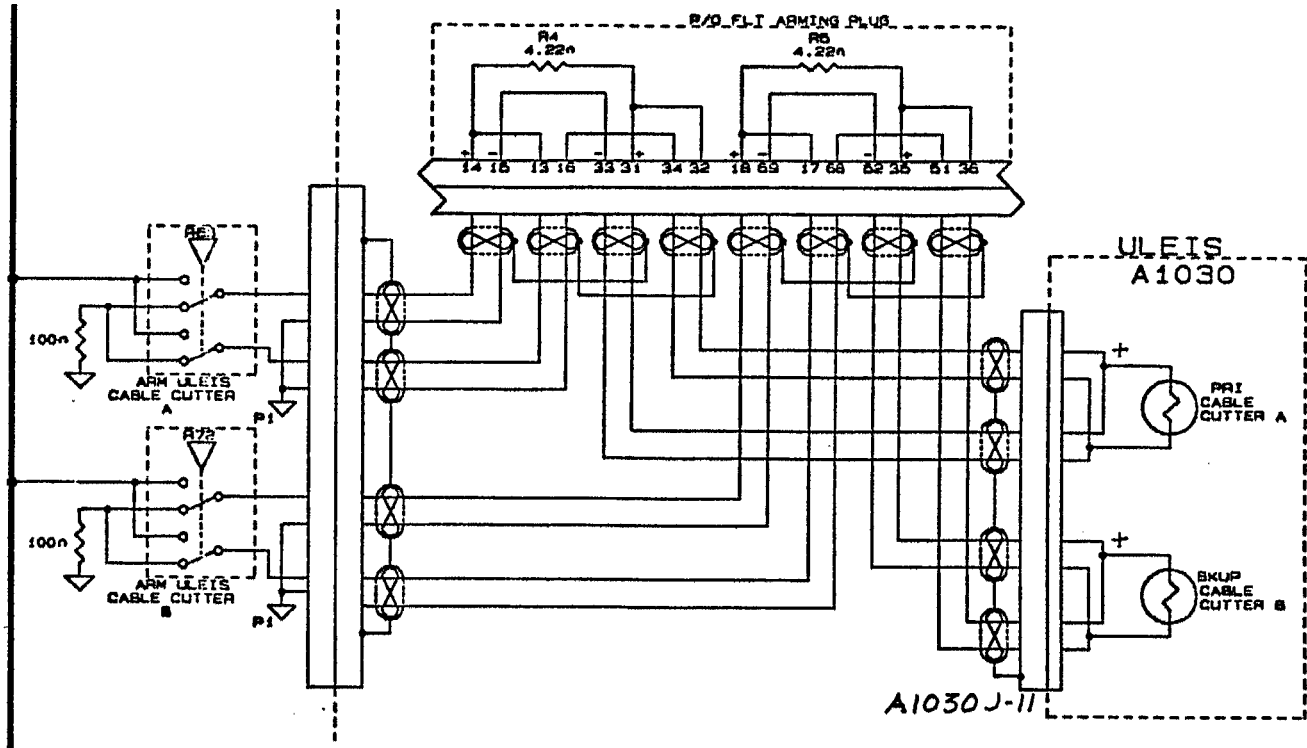 P/O FLT ARMING PLUG
R4
4.22Ω
R5
4.22Ω
+ - - + + - - +
14 15 13 16 33 31 34 32 18 69 17 68 52 35 51 36
ULEIS
A1030
100Ω
ARM ULEIS
CABLE CUTTER
A
P1
+
PRI
CABLE
CUTTER A
R72
100Ω
ARM ULEIS
CABLE CUTTER
B
P1
+
BKUP
CABLE
CUTTER B
A1030J-11